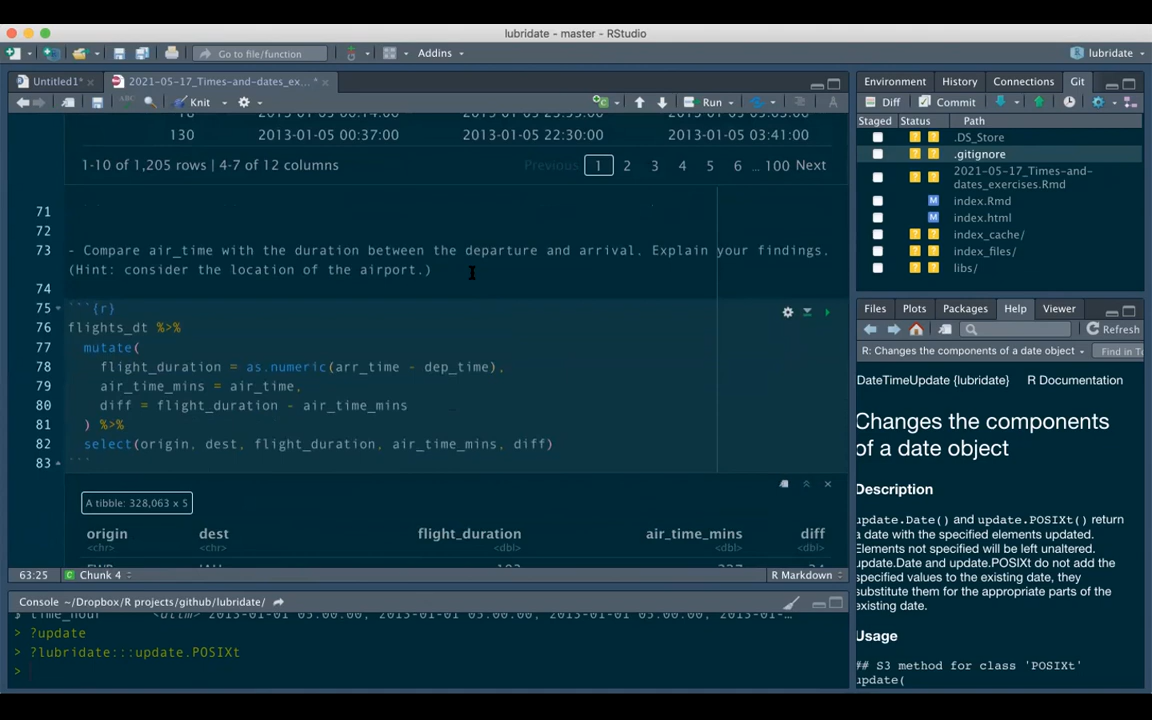 lubridate - master - RStudio
Go to file/function
Addins
lubridate
Untitled1*
2021-05-17_Times-and-dates_ex...*
Knit
Run
130 2013-01-05 00:37:00 2013-01-05 22:30:00 2013-01-05 03:41:00
1-10 of 1,205 rows | 4-7 of 12 columns
Previous 1 2 3 4 5 6 ... 100 Next
71
72
73 - Compare air_time with the duration between the departure and arrival. Explain your findings.
(Hint: consider the location of the airport.)
74
75 ```{r}
76 flights_dt %>%
77 mutate(
78 flight_duration = as.numeric(arr_time - dep_time),
79 air_time_mins = air_time,
80 diff = flight_duration - air_time_mins
81 ) %>%
82 select(origin, dest, flight_duration, air_time_mins, diff)
83 ```
A tibble: 328,063 x 5
origin dest flight_duration air_time_mins diff
<chr> <chr> <dbl> <dbl> <dbl>
63:25 Chunk 4 R Markdown
Console ~/Dropbox/R projects/github/lubridate/
> ?update
> ?lubridate:::update.POSIXt
>
Environment History Connections Git
Diff Commit
Staged Status Path
? ? .DS_Store
? ? .gitignore
? ? 2021-05-17_Times-and-
dates_exercises.Rmd
M index.Rmd
M index.html
? ? index_cache/
? ? index_files/
? ? libs/
Files Plots Packages Help Viewer
Refresh
R: Changes the components of a date object
Find in To
DateTimeUpdate {lubridate} R Documentation
Changes the components
of a date object
Description
update.Date() and update.POSIXt() return
a date with the specified elements updated.
Elements not specified will be left unaltered.
update.Date and update.POSIXt do not add the
specified values to the existing date, they
substitute them for the appropriate parts of the
existing date.
Usage
## S3 method for class 'POSIXt'
update(